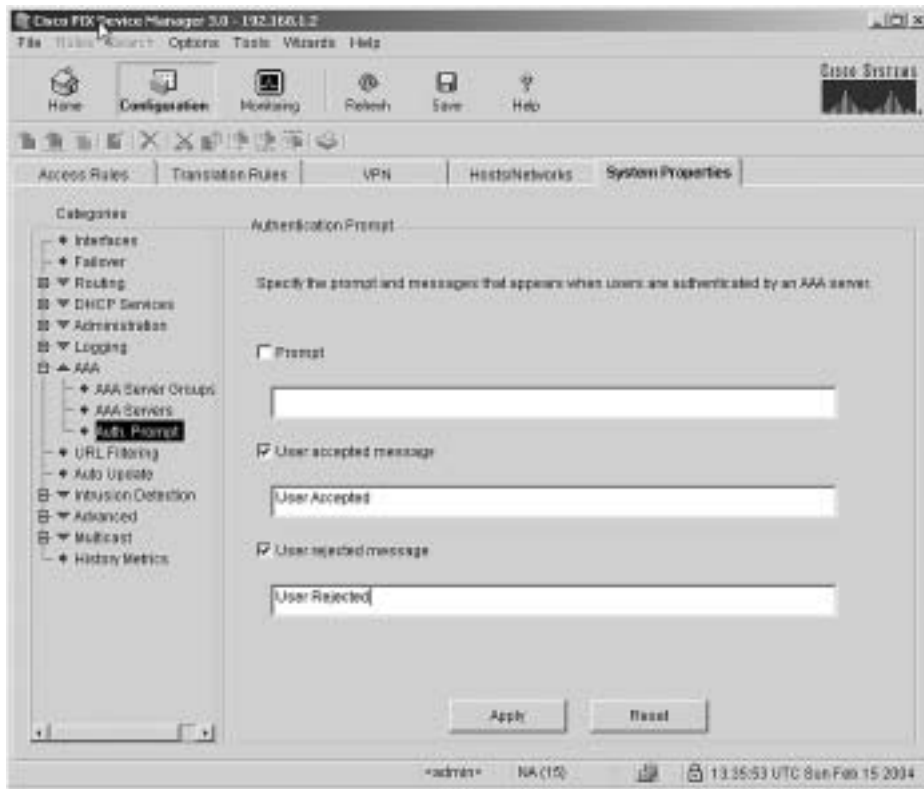 Cisco PIX Device Manager 3.0 - 192.168.1.2
File Rules Search Options Tools Wizards Help
Home Configuration Monitoring Refresh Save Help
CISCO SYSTEMS
Access Rules Translation Rules VPN Hosts/Networks System Properties
Categories
Interfaces
Failover
Routing
DHCP Services
Administration
Logging
AAA
AAA Server Groups
AAA Servers
Auth. Prompt
URL Filtering
Auto Update
Intrusion Detection
Advanced
Multicast
History Metrics
Authentication Prompt
Specify the prompt and messages that appears when users are authenticated by an AAA server.
Prompt
User accepted message
User Accepted
User rejected message
User Rejected
Apply Reset
<admin> NA (15) 13:35:53 UTC Sun Feb 15 2004